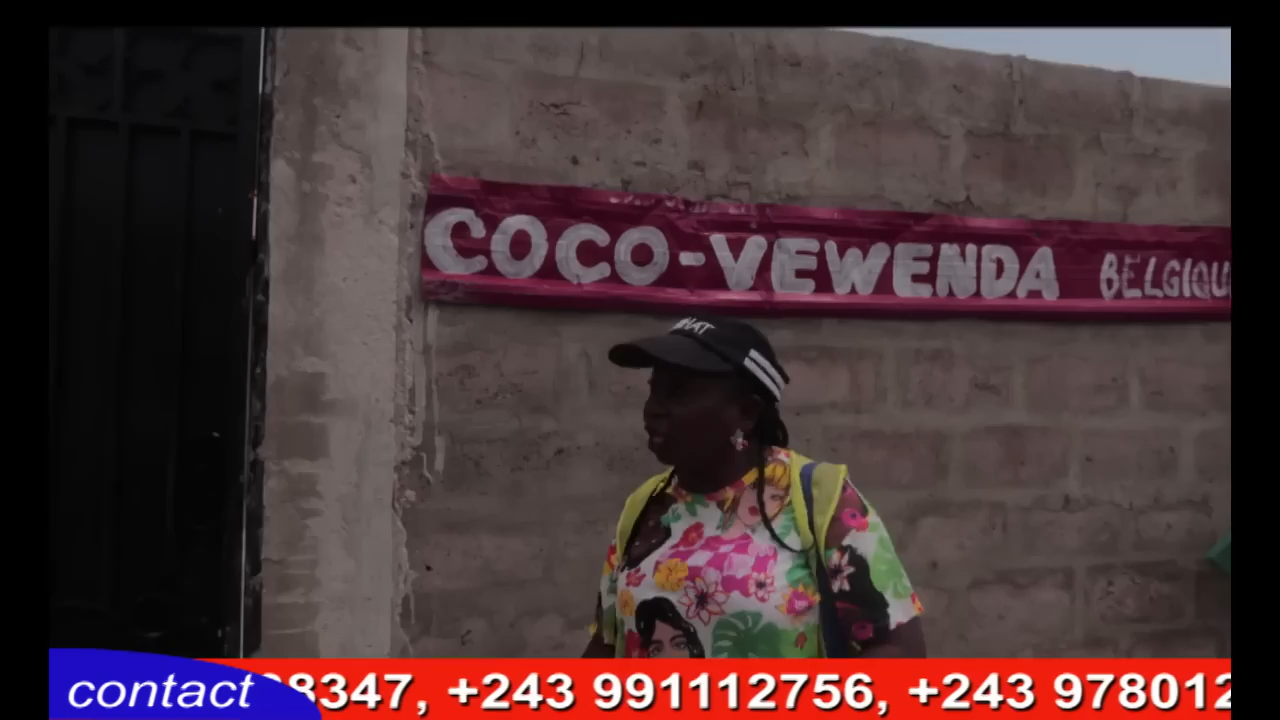 COCO-VEWENDA BELGIQU
contact
8347, +243 991112756, +243 978012